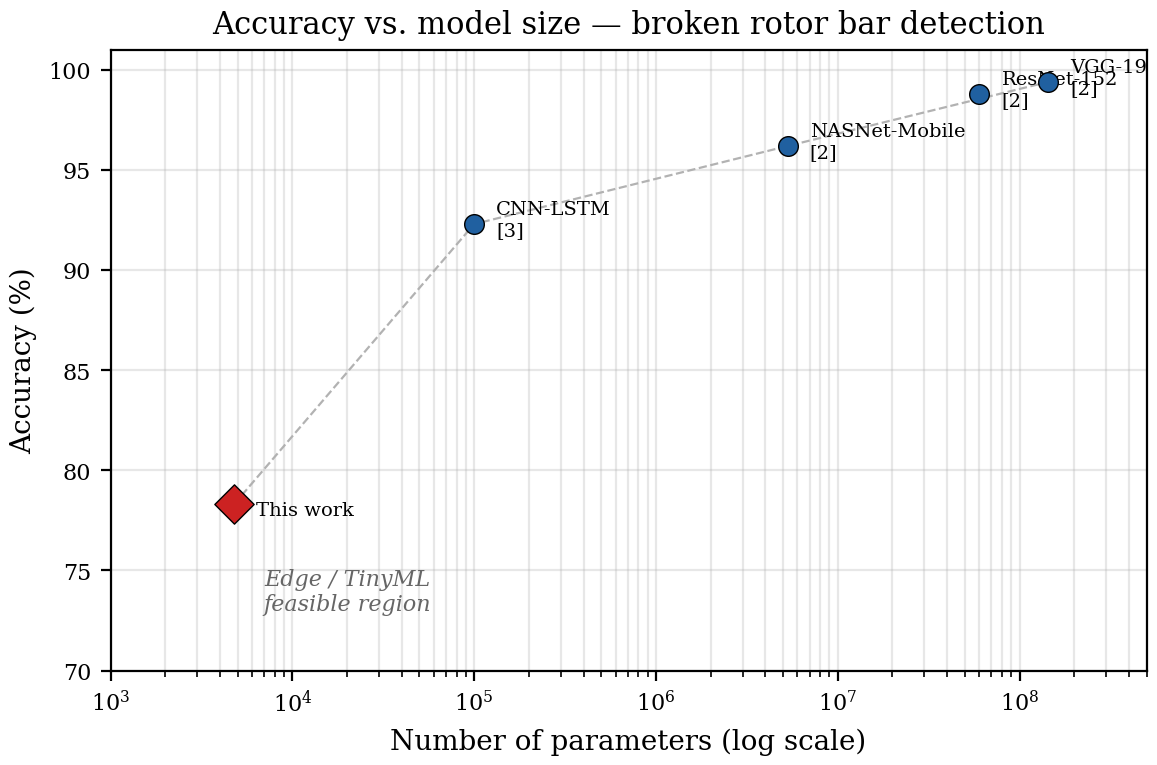 Accuracy vs. model size — broken rotor bar detection
Accuracy (%)
100
95
90
85
80
75
70
VGG-19
[2]
ResNet-152
[2]
NASNet-Mobile
[2]
CNN-LSTM
[3]
This work
Edge / TinyML
feasible region
10³
10⁴
10⁵
10⁶
10⁷
10⁸
Number of parameters (log scale)